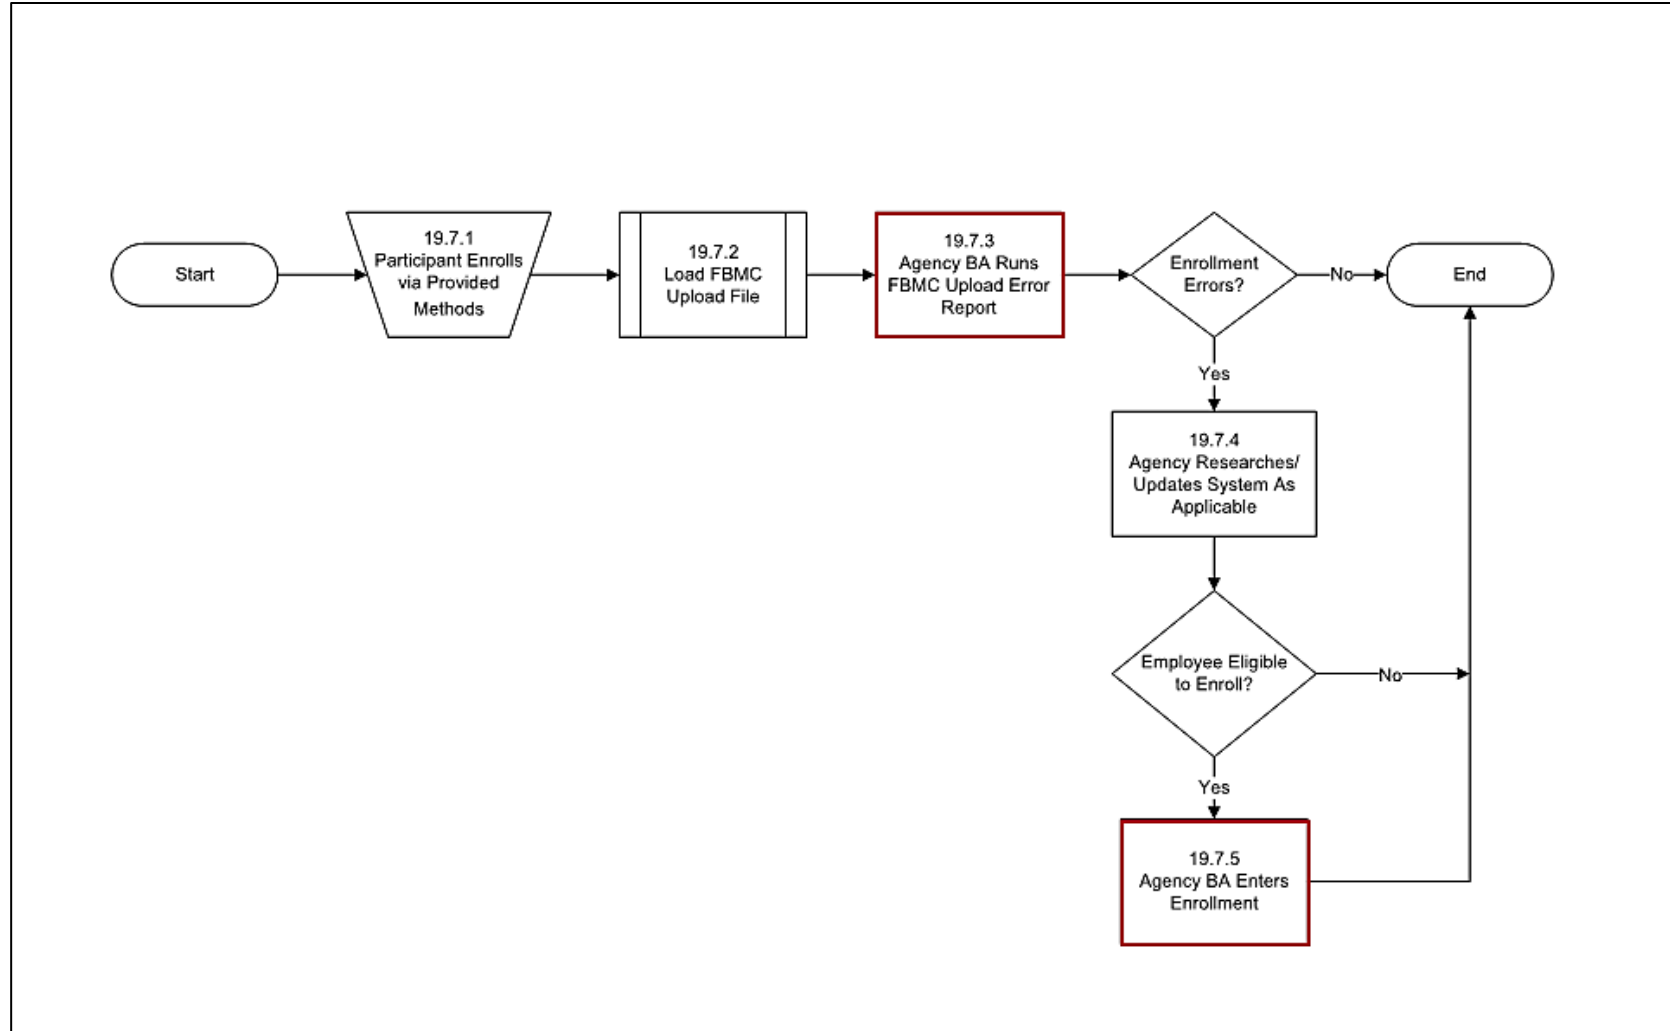 Start
19.7.1
Participant Enrolls
via Provided
Methods
19.7.2
Load FBMC
Upload File
19.7.3
Agency BA Runs
FBMC Upload Error
Report
Enrollment
Errors?
No
End
Yes
19.7.4
Agency Researches/
Updates System As
Applicable
Employee Eligible
to Enroll?
No
Yes
19.7.5
Agency BA Enters
Enrollment